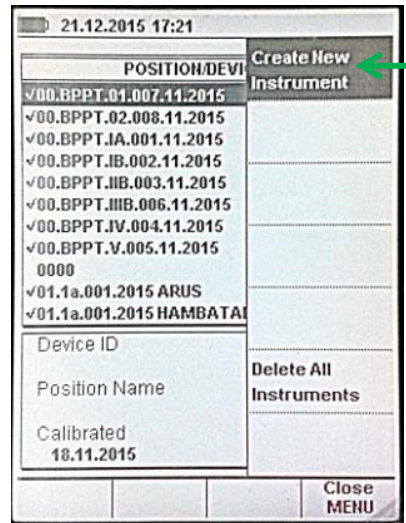 21.12.2015 17:21
POSITION/DEVI
√00.BPPT.01.007.11.2015
√00.BPPT.02.008.11.2015
√00.BPPT.IA.001.11.2015
√00.BPPT.IB.002.11.2015
√00.BPPT.IIB.003.11.2015
√00.BPPT.IIIB.006.11.2015
√00.BPPT.IV.004.11.2015
√00.BPPT.V.005.11.2015
0000
√01.1a.001.2015 ARUS
√01.1a.001.2015 HAMBATA
Device ID
Position Name
Calibrated
18.11.2015
Create New
Instrument
Delete All
Instruments
Close
MENU